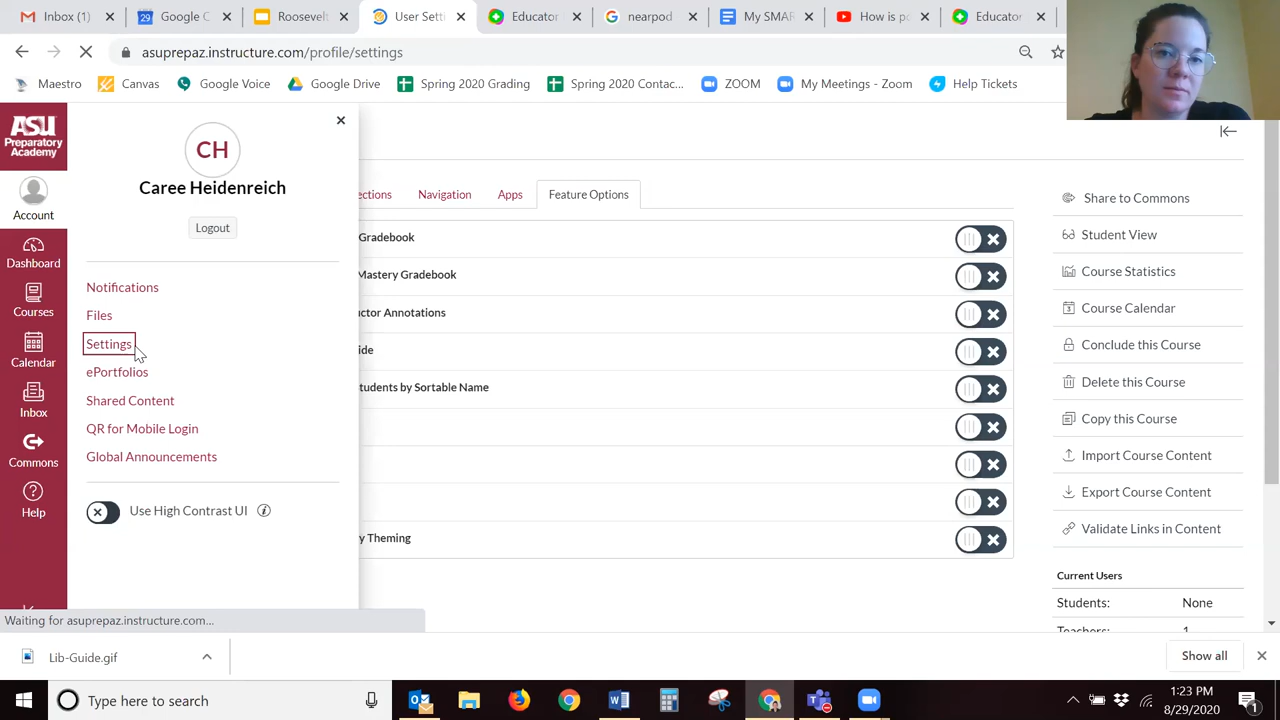 Inbox (1)
Google C
Roosevelt
User Setti
Educator
nearpod
My SMAR
How is p
Educator
asuprepaz.instructure.com/profile/settings
Maestro
Canvas
Google Voice
Google Drive
Spring 2020 Grading
Spring 2020 Contac...
ZOOM
My Meetings - Zoom
Help Tickets
ASU
Preparatory
Academy
Account
Dashboard
Courses
Calendar
Inbox
Commons
Help
CH
Caree Heidenreich
Logout
Notifications
Files
Settings
ePortfolios
Shared Content
QR for Mobile Login
Global Announcements
Use High Contrast UI
ections
Navigation
Apps
Feature Options
Gradebook
Mastery Gradebook
uctor Annotations
ide
tudents by Sortable Name
y Theming
Share to Commons
Student View
Course Statistics
Course Calendar
Conclude this Course
Delete this Course
Copy this Course
Import Course Content
Export Course Content
Validate Links in Content
Current Users
Students: None
Teachers: 1
Waiting for asuprepaz.instructure.com...
Lib-Guide.gif
Show all
Type here to search
1:23 PM
8/29/2020
1